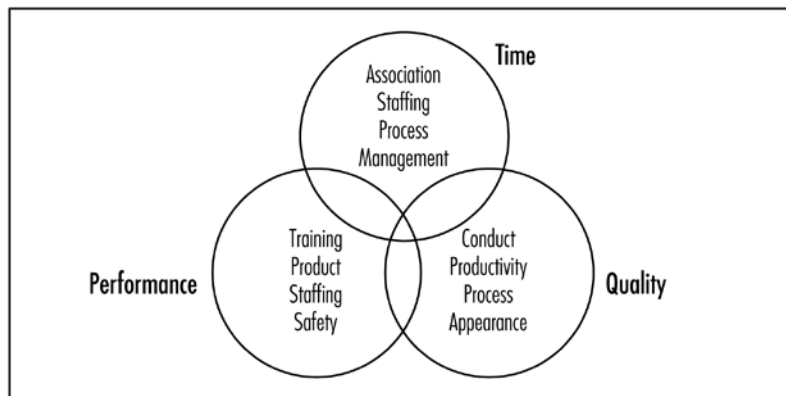 Time
Association
Staffing
Process
Management
Performance
Training
Product
Staffing
Safety
Conduct
Productivity
Process
Appearance
Quality